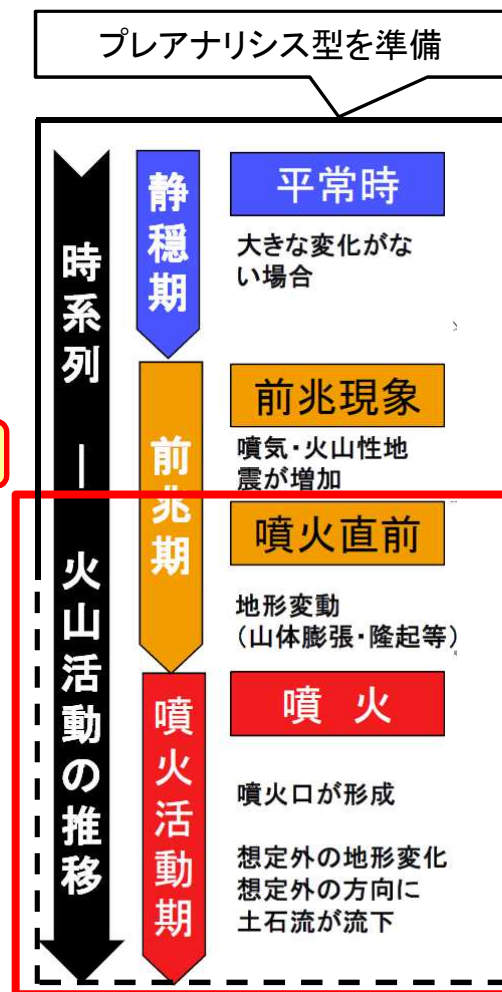 プレアナリシス型を準備
時系列 ― 火山活動の推移
静穏期
平常時
大きな変化がな
い場合
前兆期
前兆現象
噴気・火山性地
震が増加
噴火直前
地形変動
（山体膨張・隆起等）
噴火活動期
噴　火
噴火口が形成
想定外の地形変化
想定外の方向に
土石流が流下